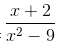 x + 2
= x² − 9